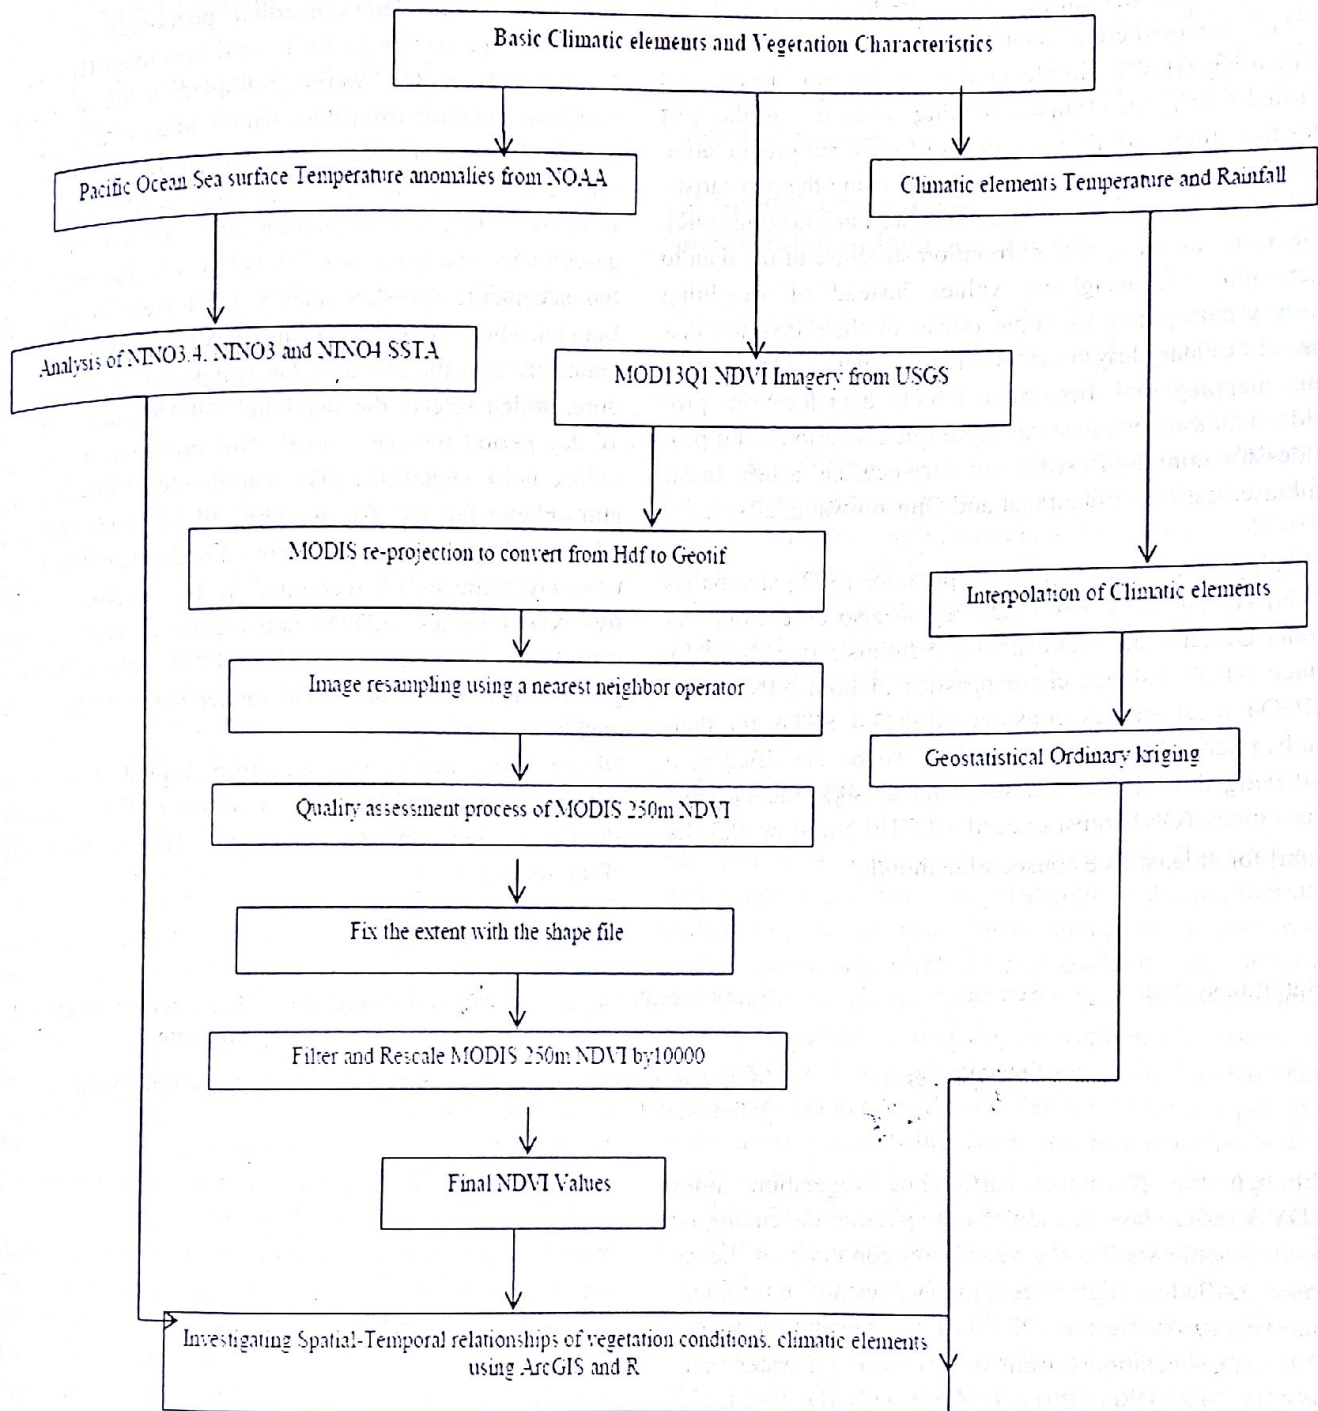 Basic Climatic elements and Vegetation Characteristics
Pacific Ocean Sea surface Temperature anomalies from NOAA
Climatic elements Temperature and Rainfall
Analysis of NINO3.4, NINO3 and NINO4 SSTA
MOD13Q1 NDVI Imagery from USGS
MODIS re-projection to convert from Hdf to Geotif
Interpolation of Climatic elements
Image resampling using a nearest neighbor operator
Geostatistical Ordinary kriging
Quality assessment process of MODIS 250m NDVI
Fix the extent with the shape file
Filter and Rescale MODIS 250m NDVI by10000
Final NDVI Values
Investigating Spatial-Temporal relationships of vegetation conditions, climatic elements
using ArcGIS and R